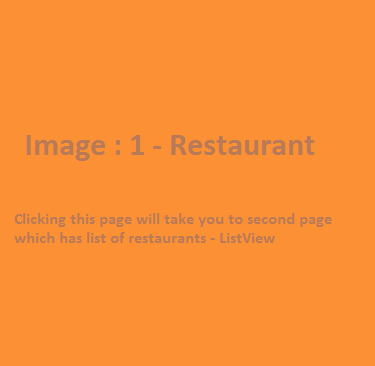 Image : 1 - Restaurant
Clicking this page will take you to second page
which has list of restaurants - ListView